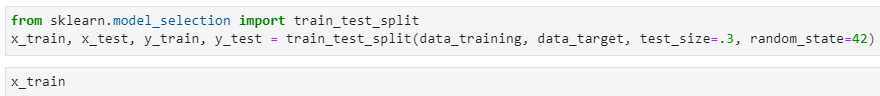 from sklearn.model_selection import train_test_split
x_train, x_test, y_train, y_test = train_test_split(data_training, data_target, test_size=.3, random_state=42)
x_train